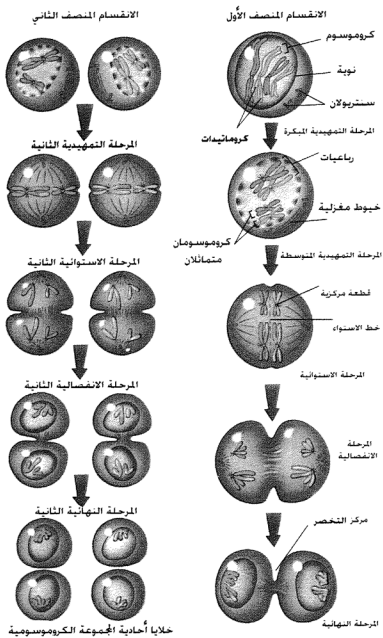 الانقسام المنصف الأول
كروموسوم
نوية
سنتريولان
كروماتيدات
المرحلة التمهيدية المبكرة
رباعيات
خيوط مغزلية
كروموسومان
متماثلان
المرحلة التمهيدية المتوسطة
قطعة مركزية
خط الاستواء
المرحلة الاستوائية
المرحلة
الانفصالية
مركز التخصر
المرحلة النهائية
الانقسام المنصف الثاني
المرحلة التمهيدية الثانية
المرحلة الاستوائية الثانية
المرحلة الانفصالية الثانية
المرحلة النهائية الثانية
خلايا أحادية المجموعة الكروموسومية